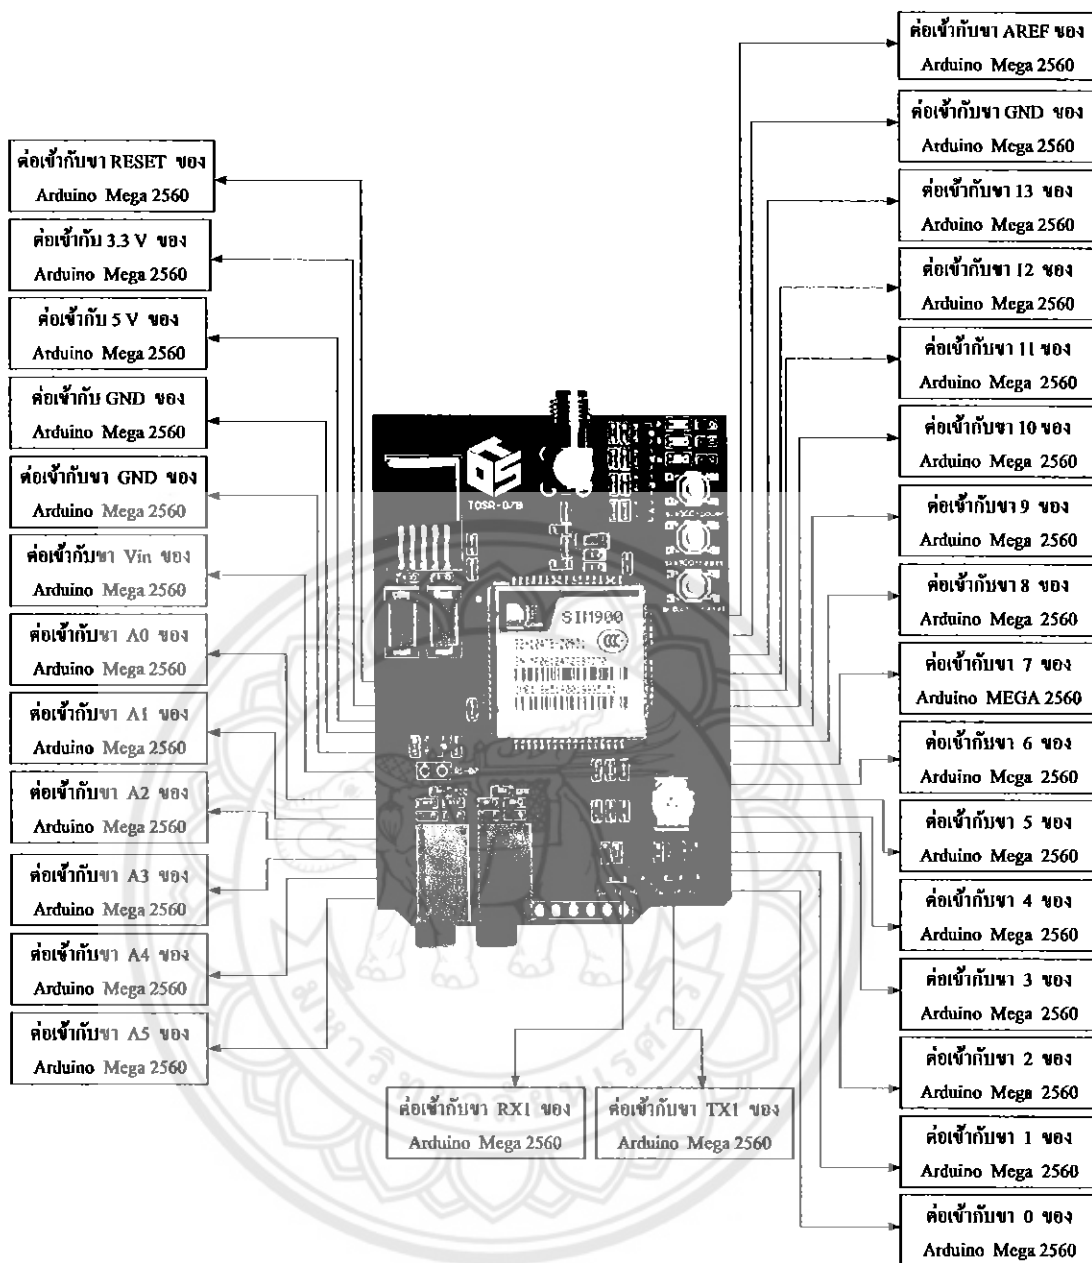 ต่อเข้ากับขา AREF ของ
Arduino Mega 2560
ต่อเข้ากับขา GND ของ
Arduino Mega 2560
ต่อเข้ากับขา 13 ของ
Arduino Mega 2560
ต่อเข้ากับขา 12 ของ
Arduino Mega 2560
ต่อเข้ากับขา 11 ของ
Arduino Mega 2560
ต่อเข้ากับขา 10 ของ
Arduino Mega 2560
ต่อเข้ากับขา 9 ของ
Arduino Mega 2560
ต่อเข้ากับขา 8 ของ
Arduino Mega 2560
ต่อเข้ากับขา 7 ของ
Arduino MEGA 2560
ต่อเข้ากับขา 6 ของ
Arduino Mega 2560
ต่อเข้ากับขา 5 ของ
Arduino Mega 2560
ต่อเข้ากับขา 4 ของ
Arduino Mega 2560
ต่อเข้ากับขา 3 ของ
Arduino Mega 2560
ต่อเข้ากับขา 2 ของ
Arduino Mega 2560
ต่อเข้ากับขา 1 ของ
Arduino Mega 2560
ต่อเข้ากับขา 0 ของ
Arduino Mega 2560
ต่อเข้ากับขา RESET ของ
Arduino Mega 2560
ต่อเข้ากับ 3.3 V ของ
Arduino Mega 2560
ต่อเข้ากับ 5 V ของ
Arduino Mega 2560
ต่อเข้ากับ GND ของ
Arduino Mega 2560
ต่อเข้ากับขา GND ของ
Arduino Mega 2560
ต่อเข้ากับขา Vin ของ
Arduino Mega 2560
ต่อเข้ากับขา A0 ของ
Arduino Mega 2560
ต่อเข้ากับขา A1 ของ
Arduino Mega 2560
ต่อเข้ากับขา A2 ของ
Arduino Mega 2560
ต่อเข้ากับขา A3 ของ
Arduino Mega 2560
ต่อเข้ากับขา A4 ของ
Arduino Mega 2560
ต่อเข้ากับขา A5 ของ
Arduino Mega 2560
SIM900
ต่อเข้ากับขา RX1 ของ
Arduino Mega 2560
ต่อเข้ากับขา TX1 ของ
Arduino Mega 2560
มหาวิทยาลัยนเรศวร